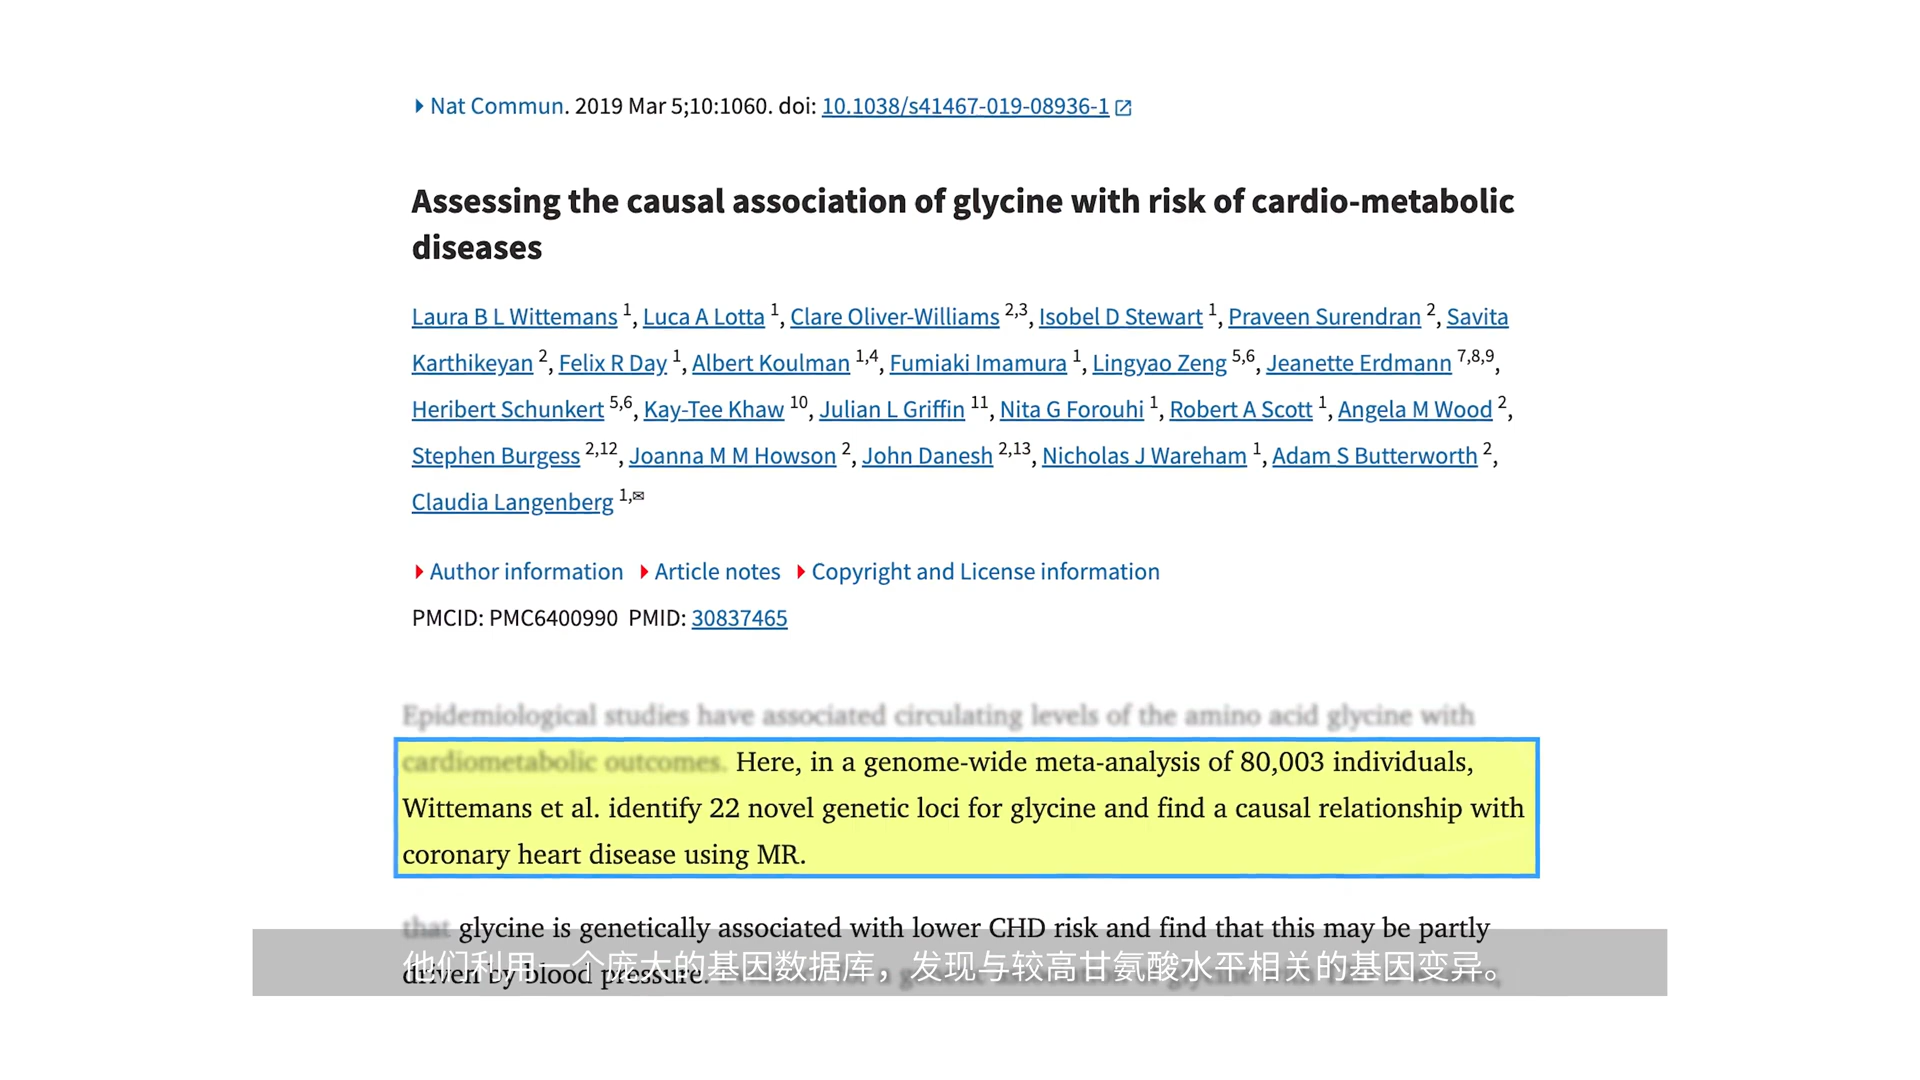 Nat Commun. 2019 Mar 5;10:1060. doi: 10.1038/s41467-019-08936-1
Assessing the causal association of glycine with risk of cardio-metabolic
diseases
Laura B L Wittemans 1, Luca A Lotta 1, Clare Oliver-Williams 2,3, Isobel D Stewart 1, Praveen Surendran 2, Savita
Karthikeyan 2, Felix R Day 1, Albert Koulman 1,4, Fumiaki Imamura 1, Lingyao Zeng 5,6, Jeanette Erdmann 7,8,9,
Heribert Schunkert 5,6, Kay-Tee Khaw 10, Julian L Griffin 11, Nita G Forouhi 1, Robert A Scott 1, Angela M Wood 2,
Stephen Burgess 2,12, Joanna M M Howson 2, John Danesh 2,13, Nicholas J Wareham 1, Adam S Butterworth 2,
Claudia Langenberg 1,✉
Author information Article notes Copyright and License information
PMCID: PMC6400990 PMID: 30837465
Epidemiological studies have associated circulating levels of the amino acid glycine with
cardiometabolic outcomes. Here, in a genome-wide meta-analysis of 80,003 individuals,
Wittemans et al. identify 22 novel genetic loci for glycine and find a causal relationship with
coronary heart disease using MR.
that glycine is genetically associated with lower CHD risk and find that this may be partly
driven by blood pressure.
他们利用一个庞大的基因数据库，发现与较高甘氨酸水平相关的基因变异。